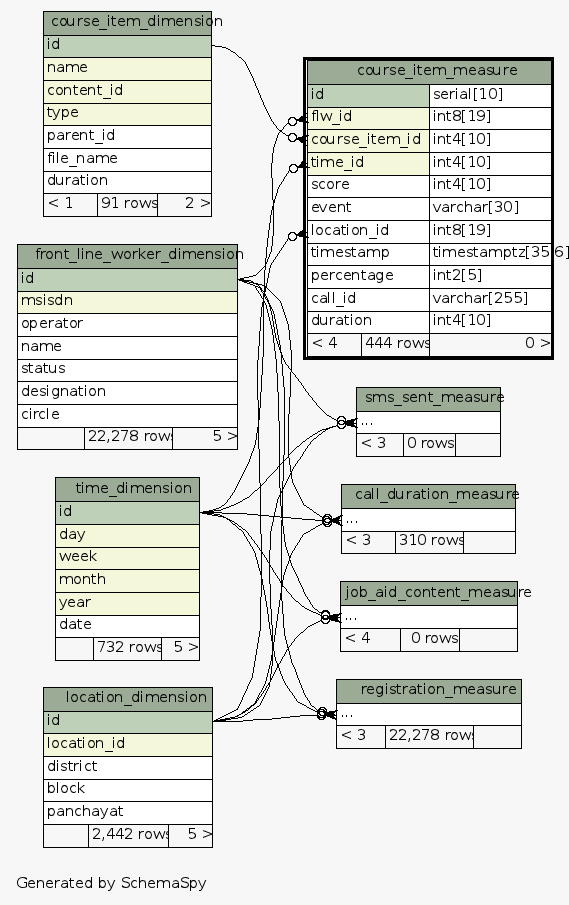 course_item_dimension
id
name
content_id
type
parent_id
file_name
duration
< 1 91 rows 2 >
course_item_measure
id serial[10]
flw_id int8[19]
course_item_id int4[10]
time_id int4[10]
score int4[10]
event varchar[30]
location_id int8[19]
timestamp timestamptz[35,6]
percentage int2[5]
call_id varchar[255]
duration int4[10]
< 4 444 rows 0 >
front_line_worker_dimension
id
msisdn
operator
name
status
designation
circle
22,278 rows 5 >
sms_sent_measure
...
< 3 0 rows
time_dimension
id
day
week
month
year
date
732 rows 5 >
call_duration_measure
...
< 3 310 rows
job_aid_content_measure
...
< 4 0 rows
location_dimension
id
location_id
district
block
panchayat
2,442 rows 5 >
registration_measure
...
< 3 22,278 rows
Generated by SchemaSpy